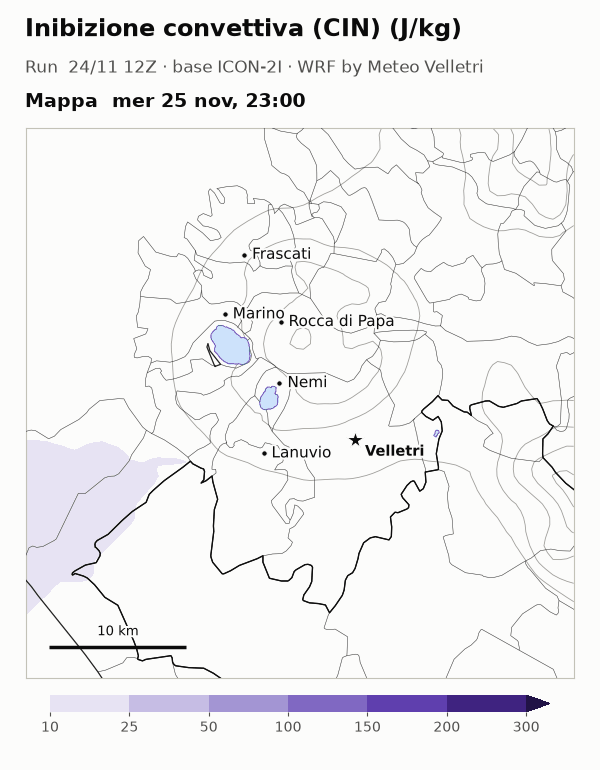 Inibizione convettiva (CIN) (J/kg)
Run  24/11 12Z · base ICON-2I · WRF by Meteo Velletri
Mappa  mer 25 nov, 23:00
Frascati
Marino
Rocca di Papa
Nemi
Lanuvio
Velletri
10 km
10 25 50 100 150 200 300